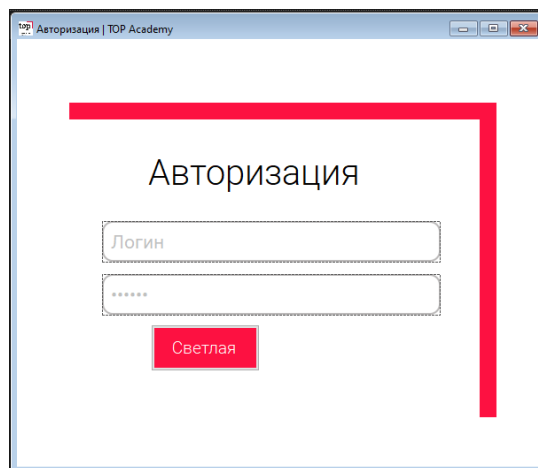 top Авторизация | TOP Academy
Авторизация
Логин
••••••
Светлая